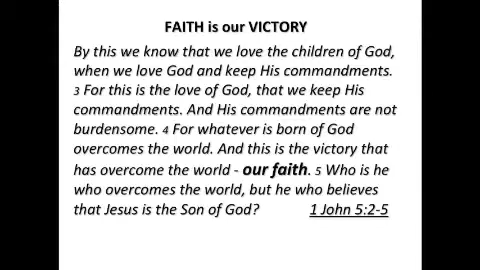 FAITH is our VICTORY
By this we know that we love the children of God,
when we love God and keep His commandments.
3 For this is the love of God, that we keep His
commandments. And His commandments are not
burdensome. 4 For whatever is born of God
overcomes the world. And this is the victory that
has overcome the world - our faith. 5 Who is he
who overcomes the world, but he who believes
that Jesus is the Son of God? 1 John 5:2-5